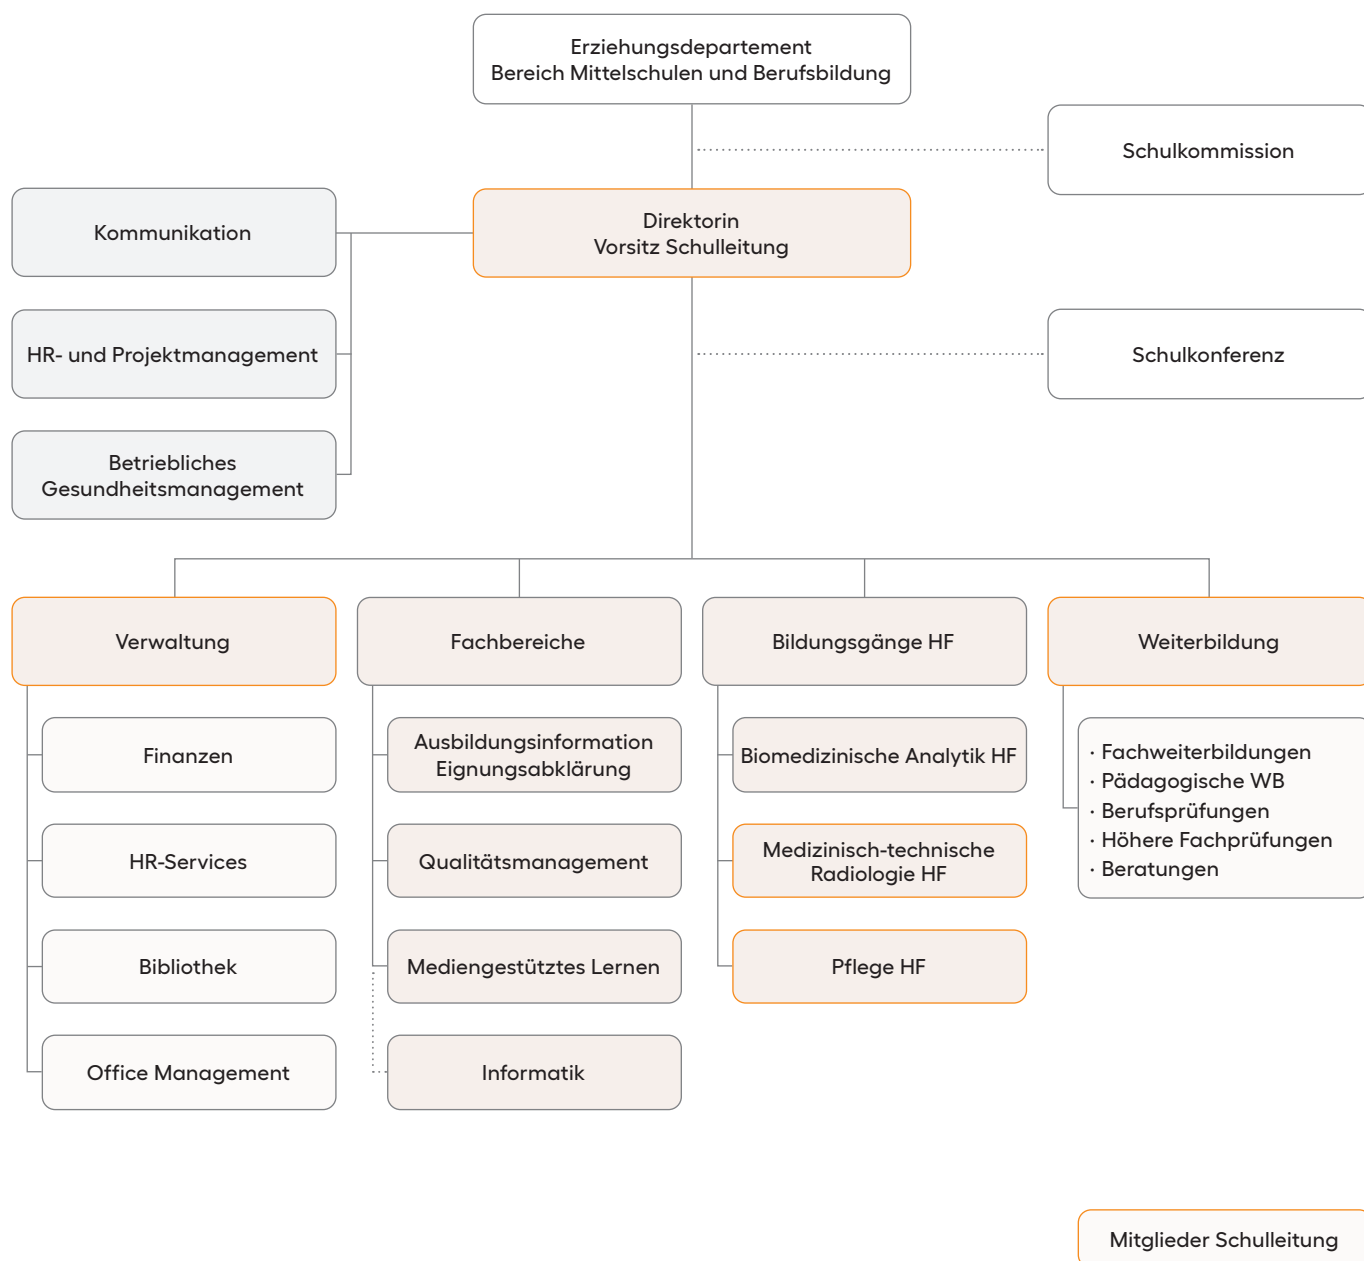 Erziehungsdepartement
Bereich Mittelschulen und Berufsbildung
Schulkommission
Kommunikation
Direktorin
Vorsitz Schulleitung
HR- und Projektmanagement
Schulkonferenz
Betriebliches
Gesundheitsmanagement
Verwaltung
Fachbereiche
Bildungsgänge HF
Weiterbildung
Finanzen
HR-Services
Bibliothek
Office Management
Ausbildungsinformation
Eignungsabklärung
Qualitätsmanagement
Mediengestütztes Lernen
Informatik
Biomedizinische Analytik HF
Medizinisch-technische
Radiologie HF
Pflege HF
· Fachweiterbildungen
· Pädagogische WB
· Berufsprüfungen
· Höhere Fachprüfungen
· Beratungen
Mitglieder Schulleitung